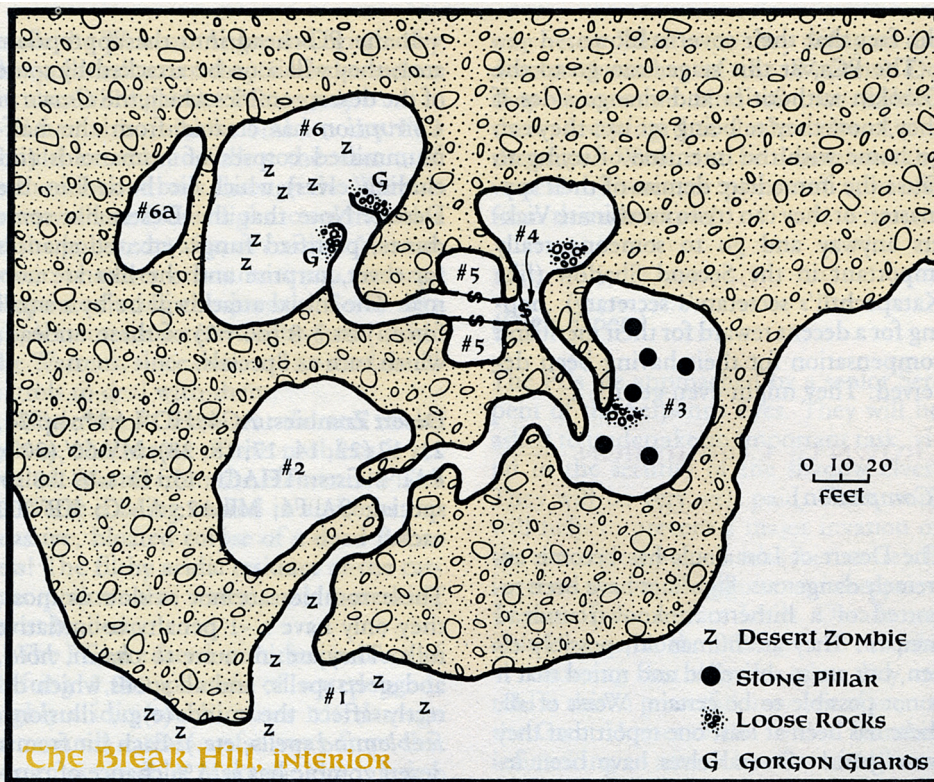 #6
Z
Z
Z
G
Z
#6a
Z
G
Z
#4
#5
#5
S
S
S
#3
#2
0 10 20
FEET
Z
Z
Z
Z
#1
Z
Z
Z
Z
Z
Z DESERT ZOMBIE
STONE PILLAR
LOOSE ROCKS
G GORGON GUARDS
THE BLEAK HILL, INTERIOR